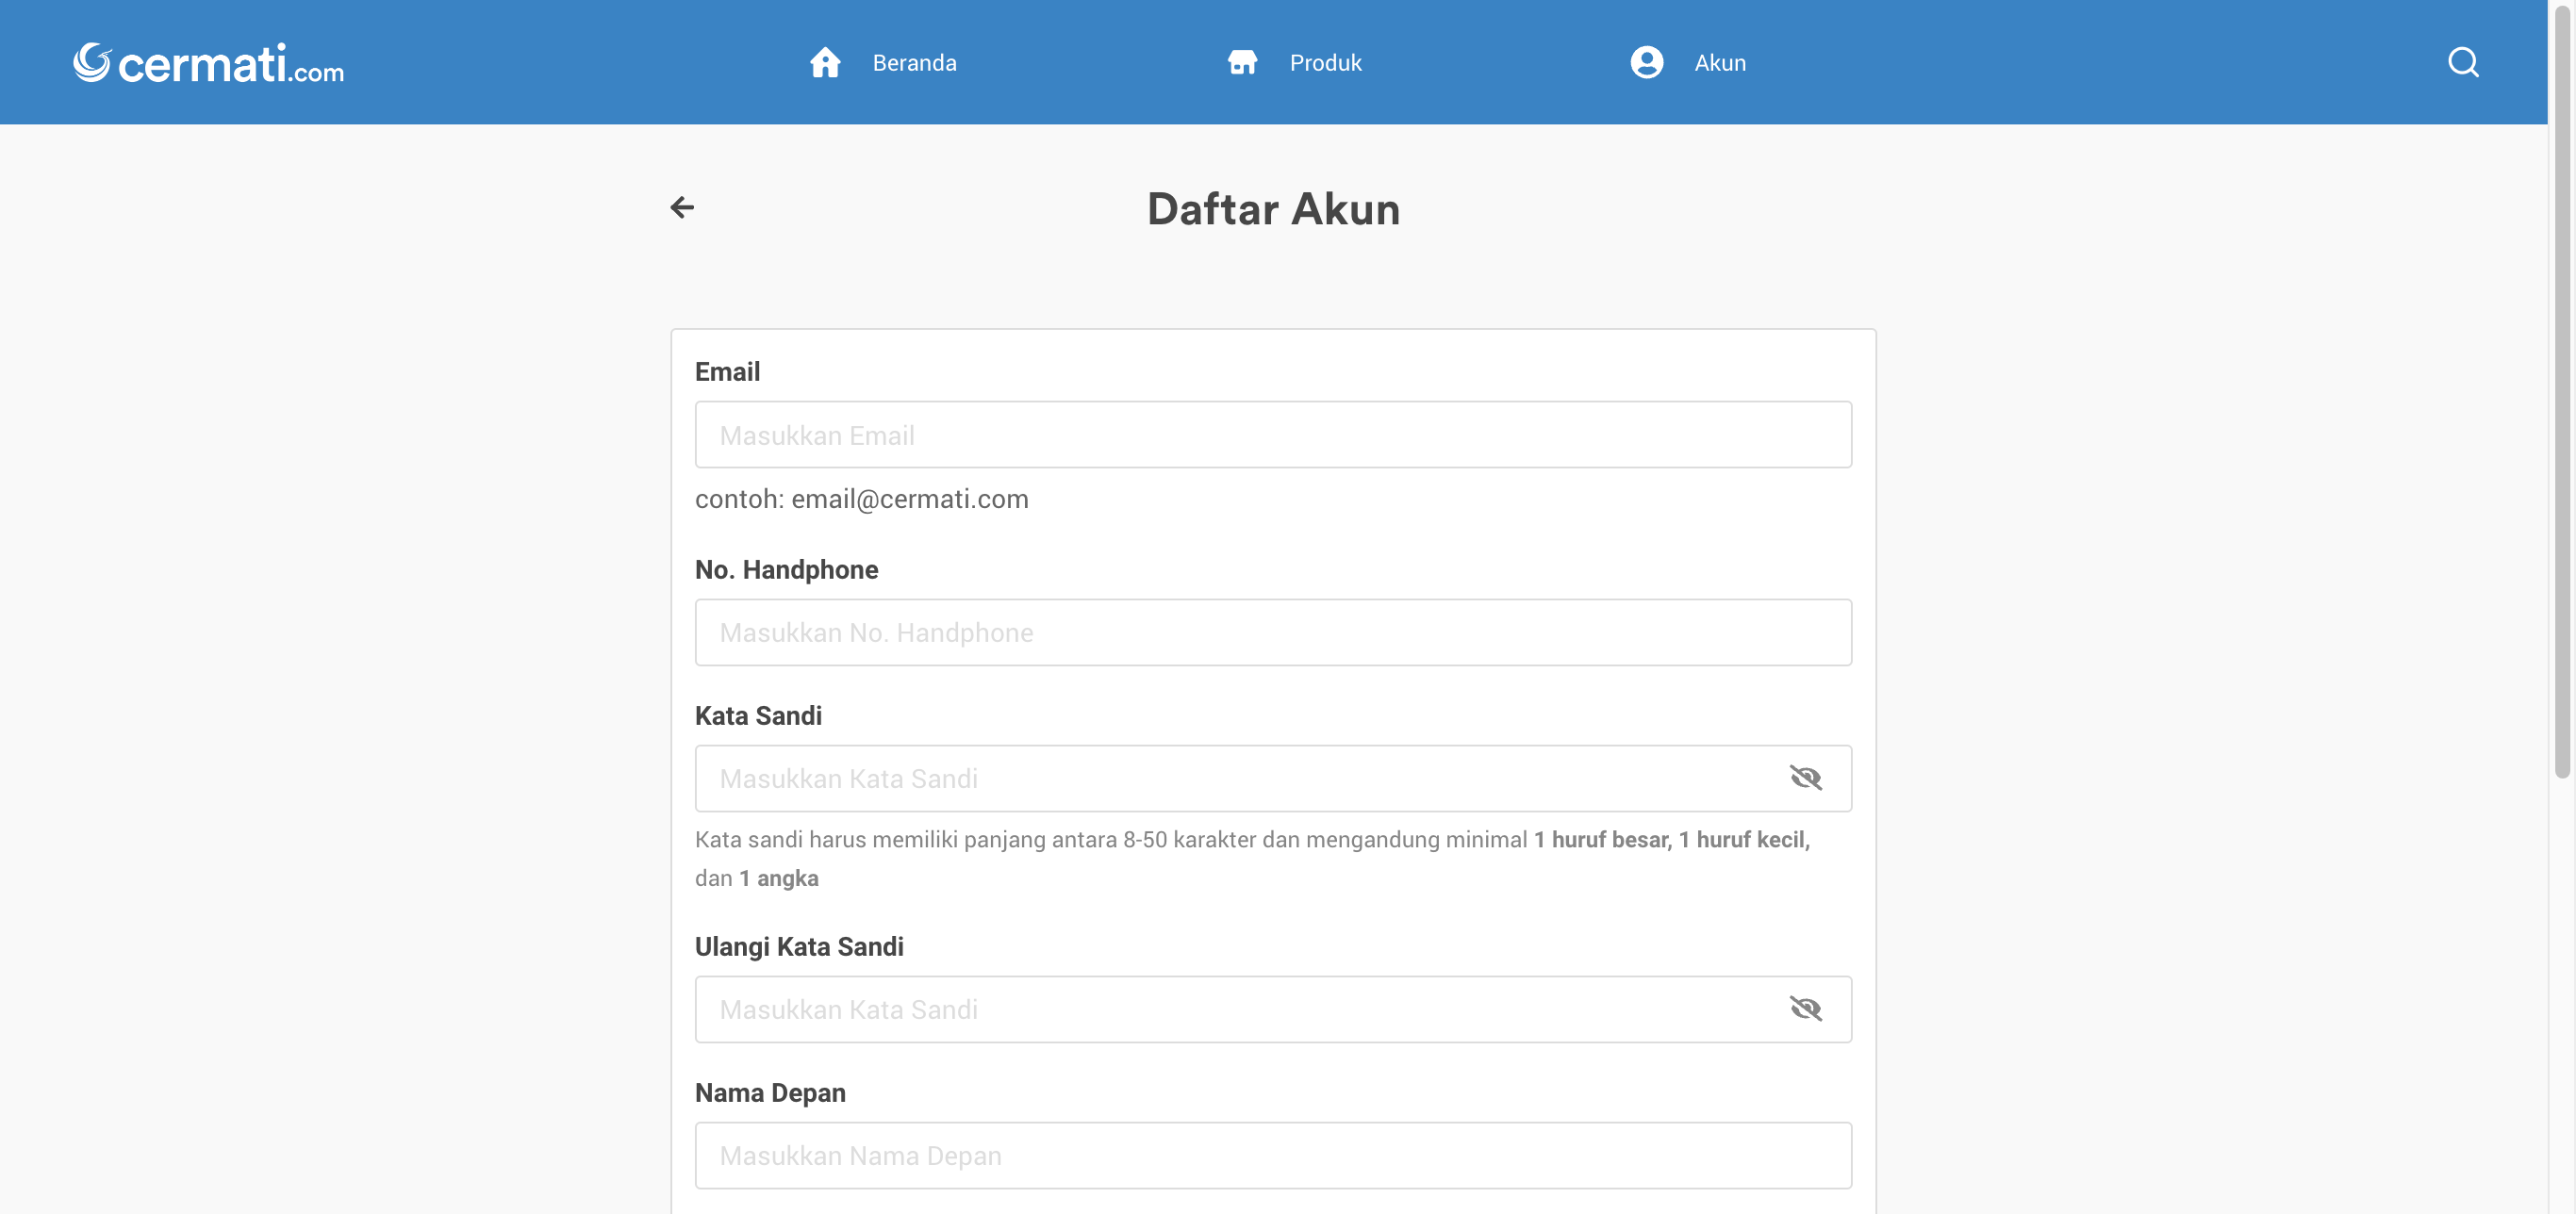 cermati.com
Beranda
Produk
Akun
Daftar Akun
Email
Masukkan Email
contoh: email@cermati.com
No. Handphone
Masukkan No. Handphone
Kata Sandi
Masukkan Kata Sandi
Kata sandi harus memiliki panjang antara 8-50 karakter dan mengandung minimal 1 huruf besar, 1 huruf kecil,
dan 1 angka
Ulangi Kata Sandi
Masukkan Kata Sandi
Nama Depan
Masukkan Nama Depan